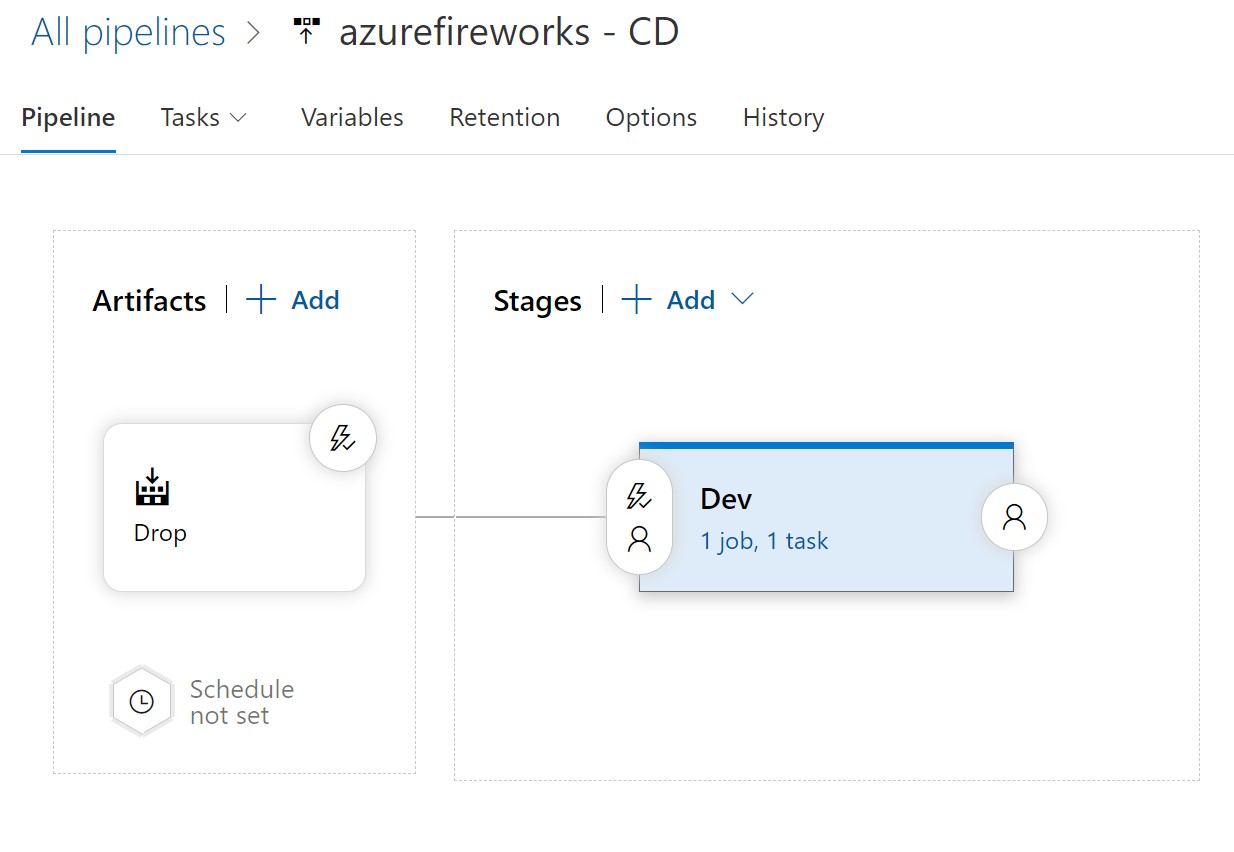 All pipelines > azurefireworks - CD
Pipeline Tasks Variables Retention Options History
Artifacts | + Add
Drop
Schedule
not set
Stages | + Add
Dev
1 job, 1 task